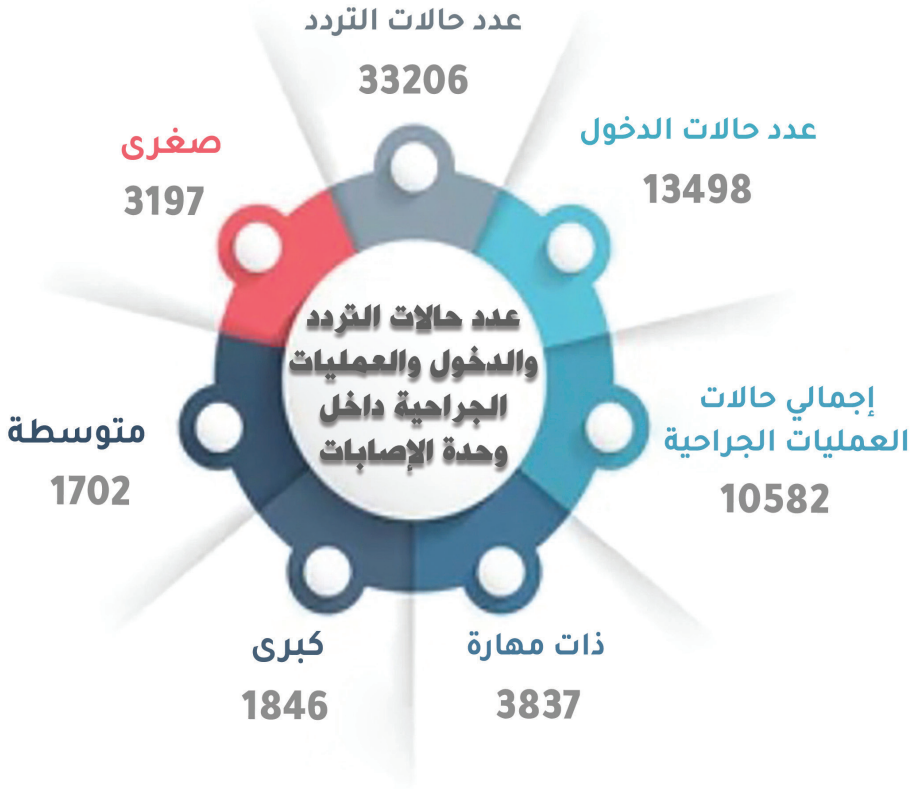 عدد حالات التردد
33206
عدد حالات الدخول
13498
إجمالي حالات
العمليات الجراحية
10582
ذات مهارة
3837
كبرى
1846
متوسطة
1702
صغرى
3197
عدد حالات التردد
والدخول والعمليات
الجراحية داخل
وحدة الإصابات